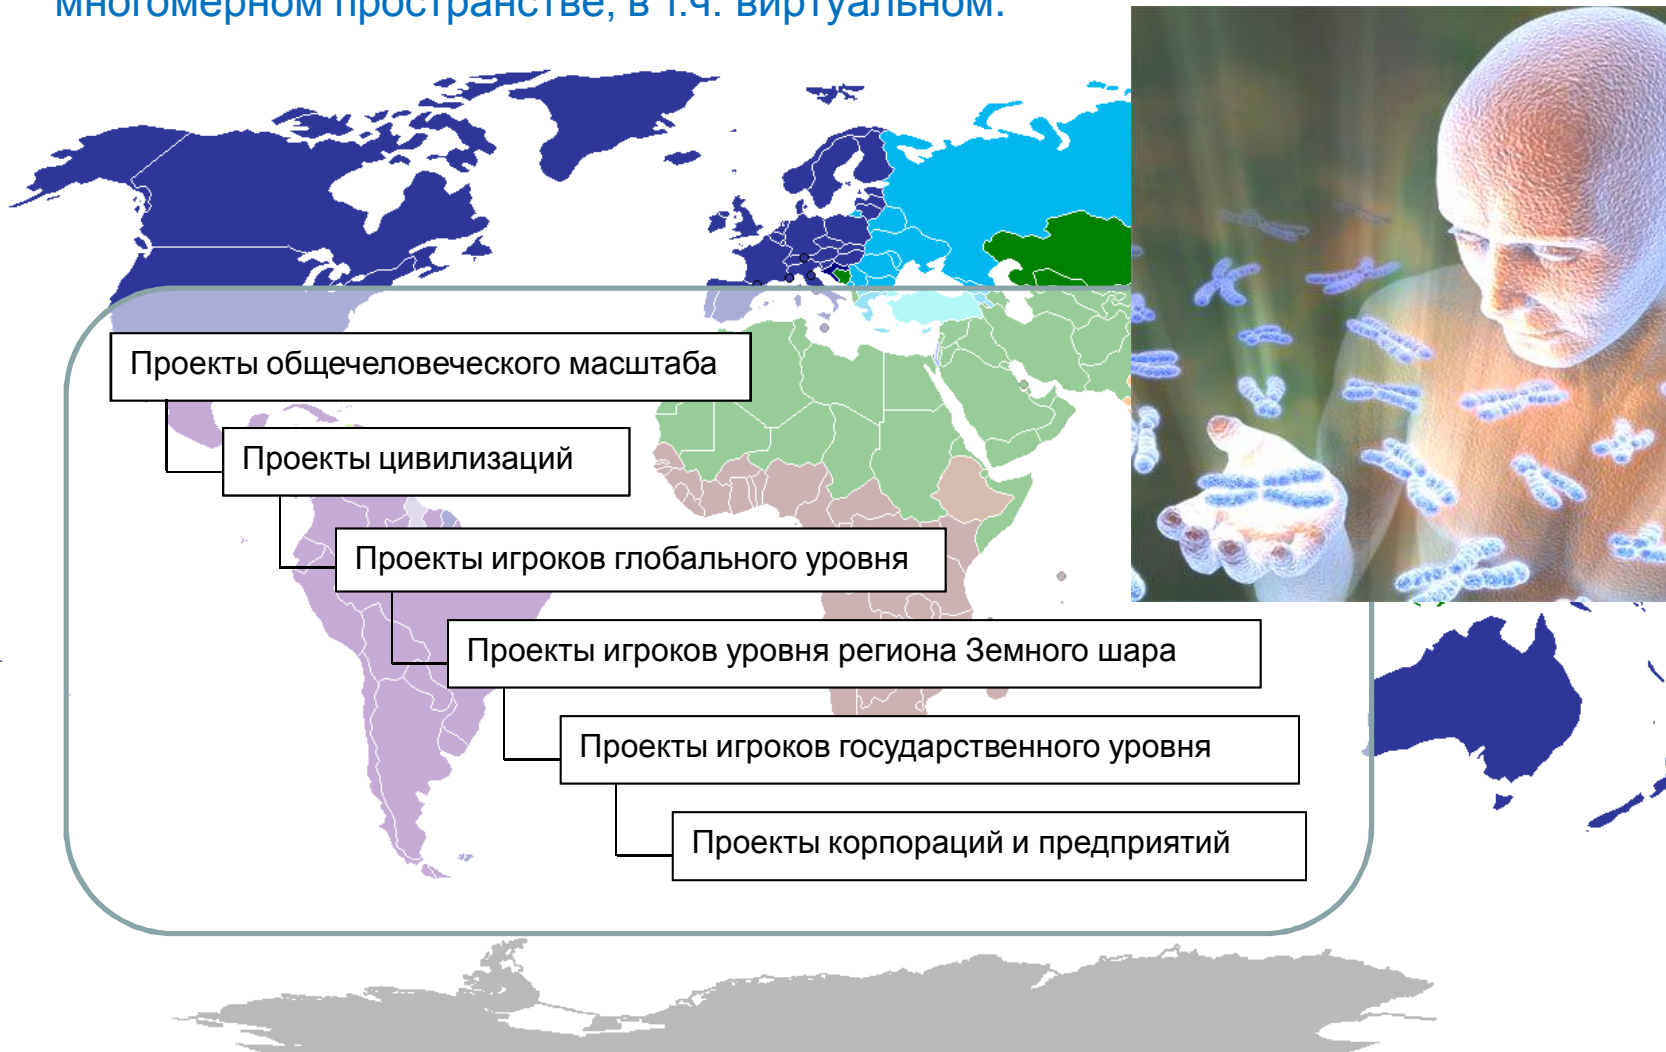 многомерном пространстве, в т.ч. виртуальном.
Проекты общечеловеческого масштаба
Проекты цивилизаций
Проекты игроков глобального уровня
Проекты игроков уровня региона Земного шара
Проекты игроков государственного уровня
Проекты корпораций и предприятий